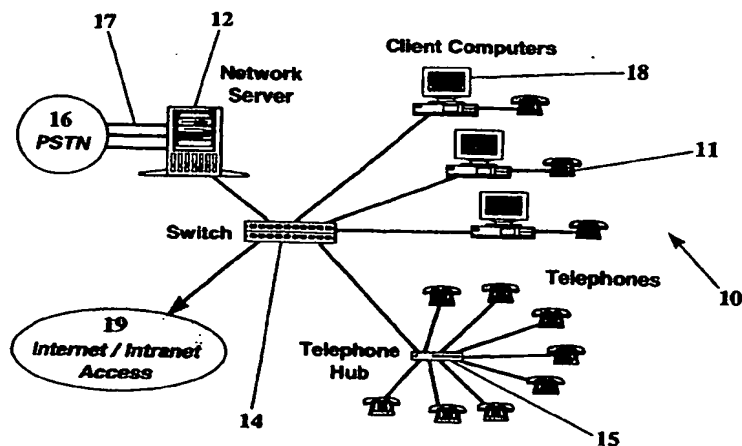 17
12
Client Computers
18
Network
Server
16
PSTN
11
Switch
Telephones
10
19
Internet / Intranet
Access
Telephone
Hub
14
15